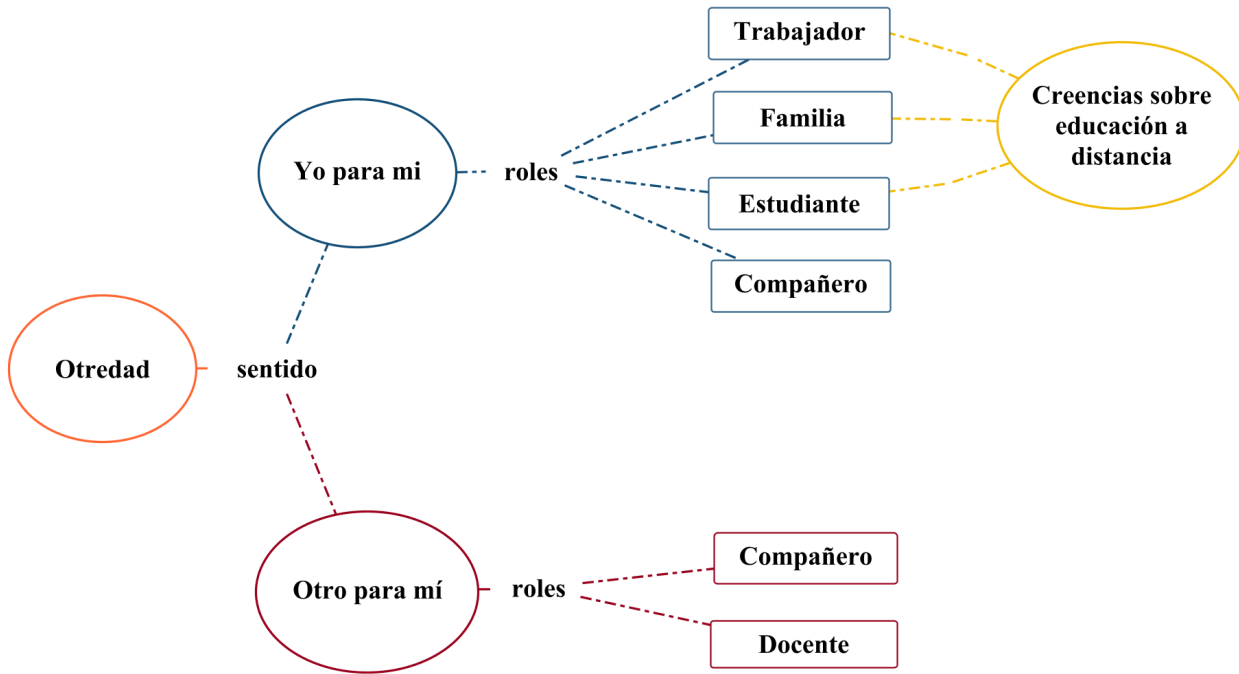 Trabajador
Creencias sobre
educación a
distancia
Familia
Yo para mi
roles
Estudiante
Compañero
Otredad
sentido
Compañero
Otro para mí
roles
Docente